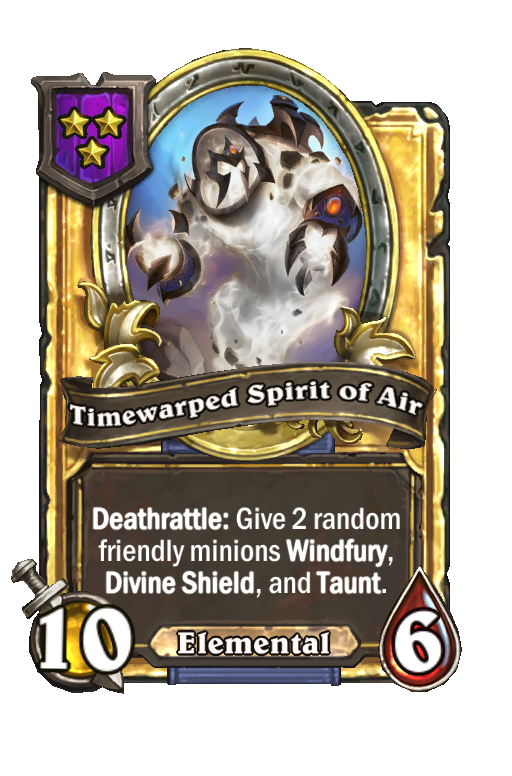 Timewarped Spirit of Air
Deathrattle: Give 2 random
friendly minions Windfury,
Divine Shield, and Taunt.
10
Elemental
6